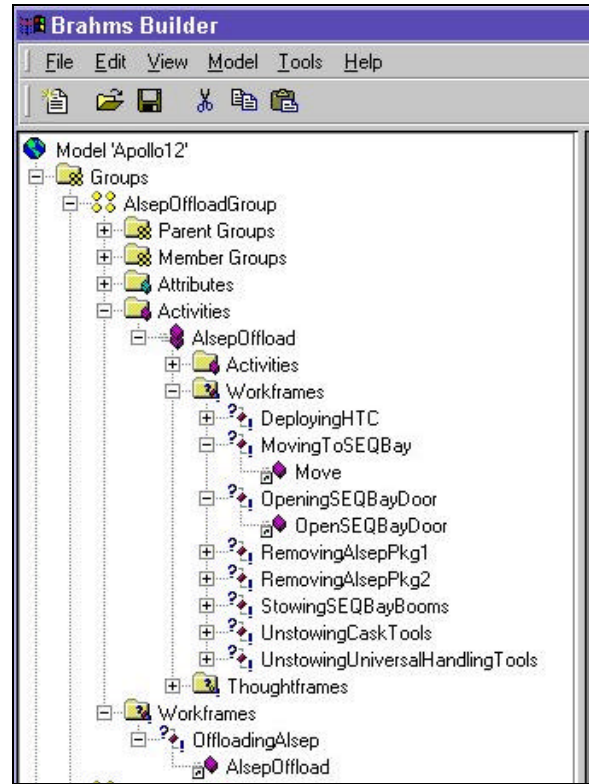 Brahms Builder
File Edit View Model Tools Help
Model 'Apollo12'
Groups
AlsepOffloadGroup
Parent Groups
Member Groups
Attributes
Activities
AlsepOffload
Activities
Workframes
DeployingHTC
MovingToSEQBay
Move
OpeningSEQBayDoor
OpenSEQBayDoor
RemovingAlsepPkg1
RemovingAlsepPkg2
StowingSEQBayBooms
UnstowingCaskTools
UnstowingUniversalHandlingTools
Thoughtframes
Workframes
OffloadingAlsep
AlsepOffload